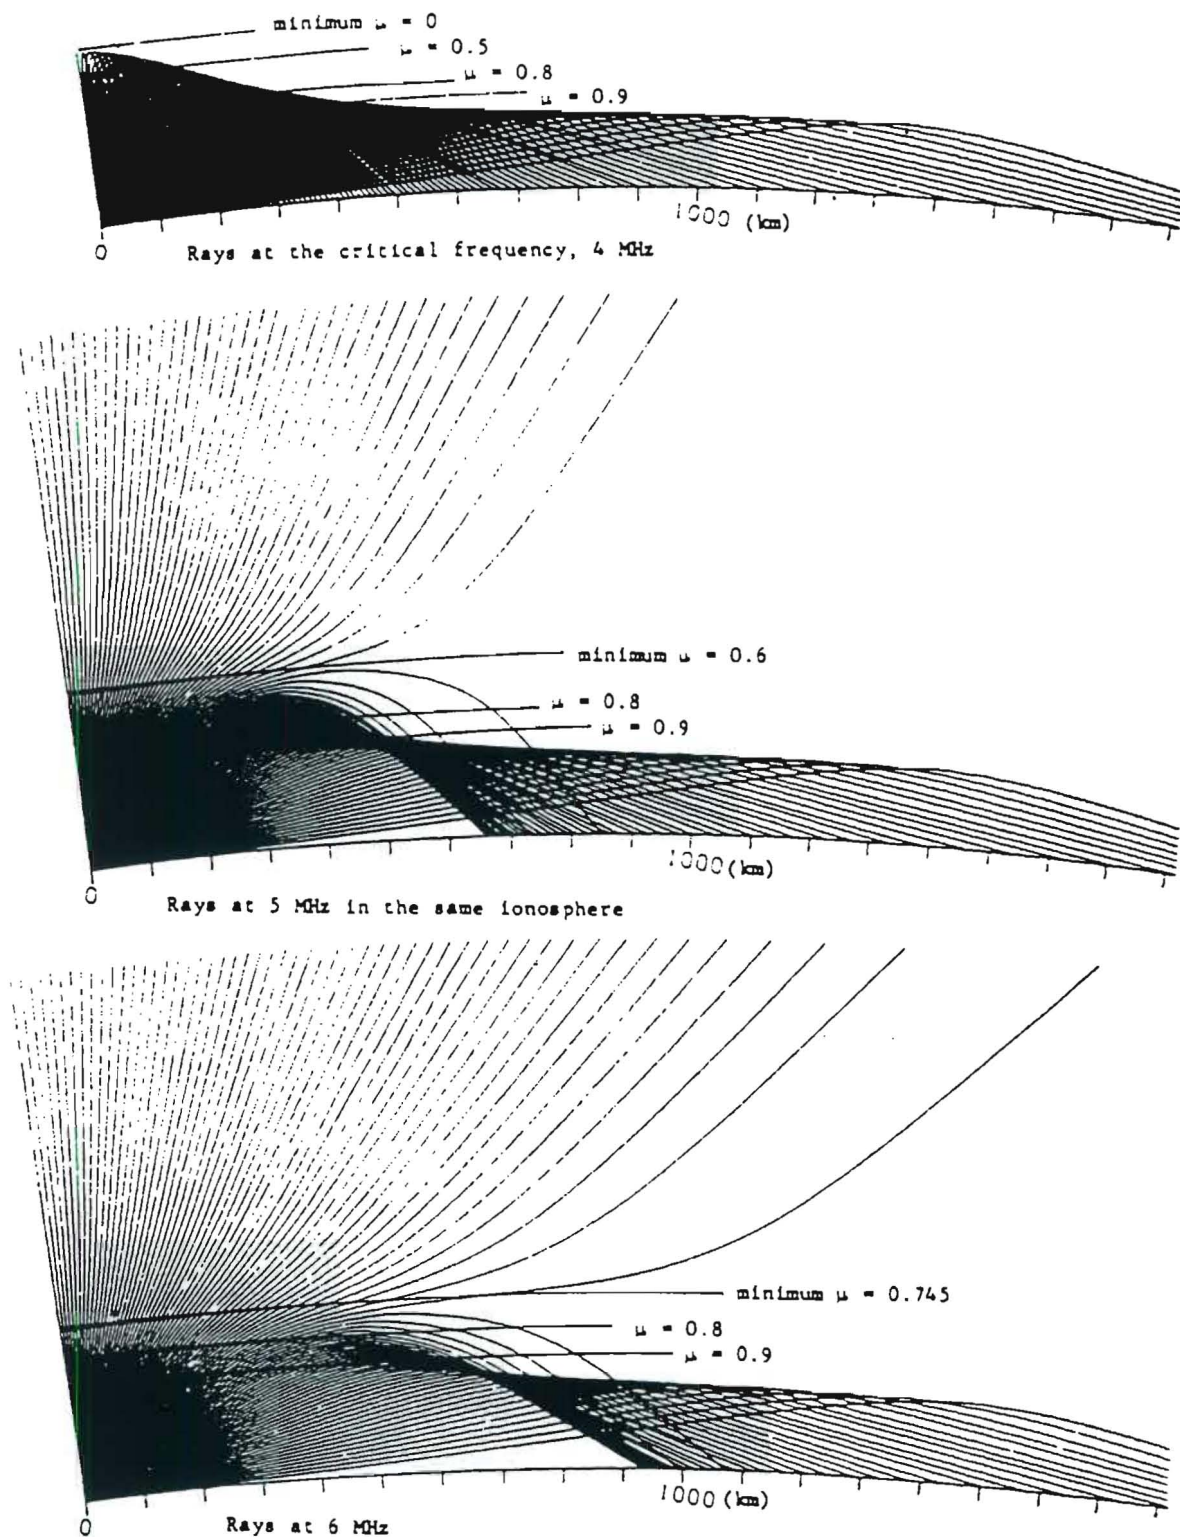 minimum μ = 0
μ = 0.5
μ = 0.8
μ = 0.9
1000 (km)
0
Rays at the critical frequency, 4 MHz
minimum μ = 0.6
μ = 0.8
μ = 0.9
1000 (km)
0
Rays at 5 MHz in the same ionosphere
minimum μ = 0.745
μ = 0.8
μ = 0.9
1000 (km)
0
Rays at 6 MHz